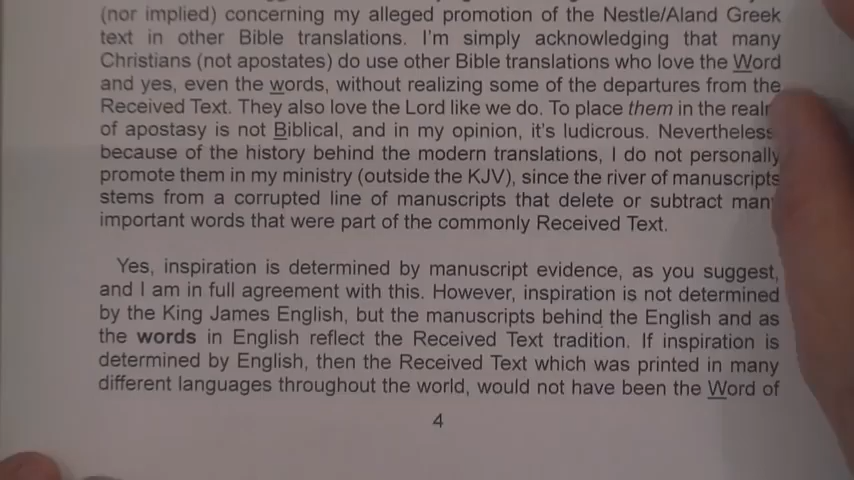 (nor implied) concerning my alleged promotion of the Nestle/Aland Greek
text in other Bible translations. I'm simply acknowledging that many
Christians (not apostates) do use other Bible translations who love the Word
and yes, even the words, without realizing some of the departures from the
Received Text. They also love the Lord like we do. To place them in the
of apostasy is not Biblical, and in my opinion, it's ludicrous. Nevertheless
because of the history behind the modern translations, I do not personally
promote them in my ministry (outside the KJV), since the river of manuscripts
stems from a corrupted line of manuscripts that delete or subtract
important words that were part of the commonly Received Text.
Yes, inspiration is determined by manuscript evidence, as you suggest,
and I am in full agreement with this. However, inspiration is not determined
by the King James English, but the manuscripts behind the English and as
the words in English reflect the Received Text tradition. If inspiration is
determined by English, then the Received Text which was printed in many
different languages throughout the world, would not have been the Word of
4